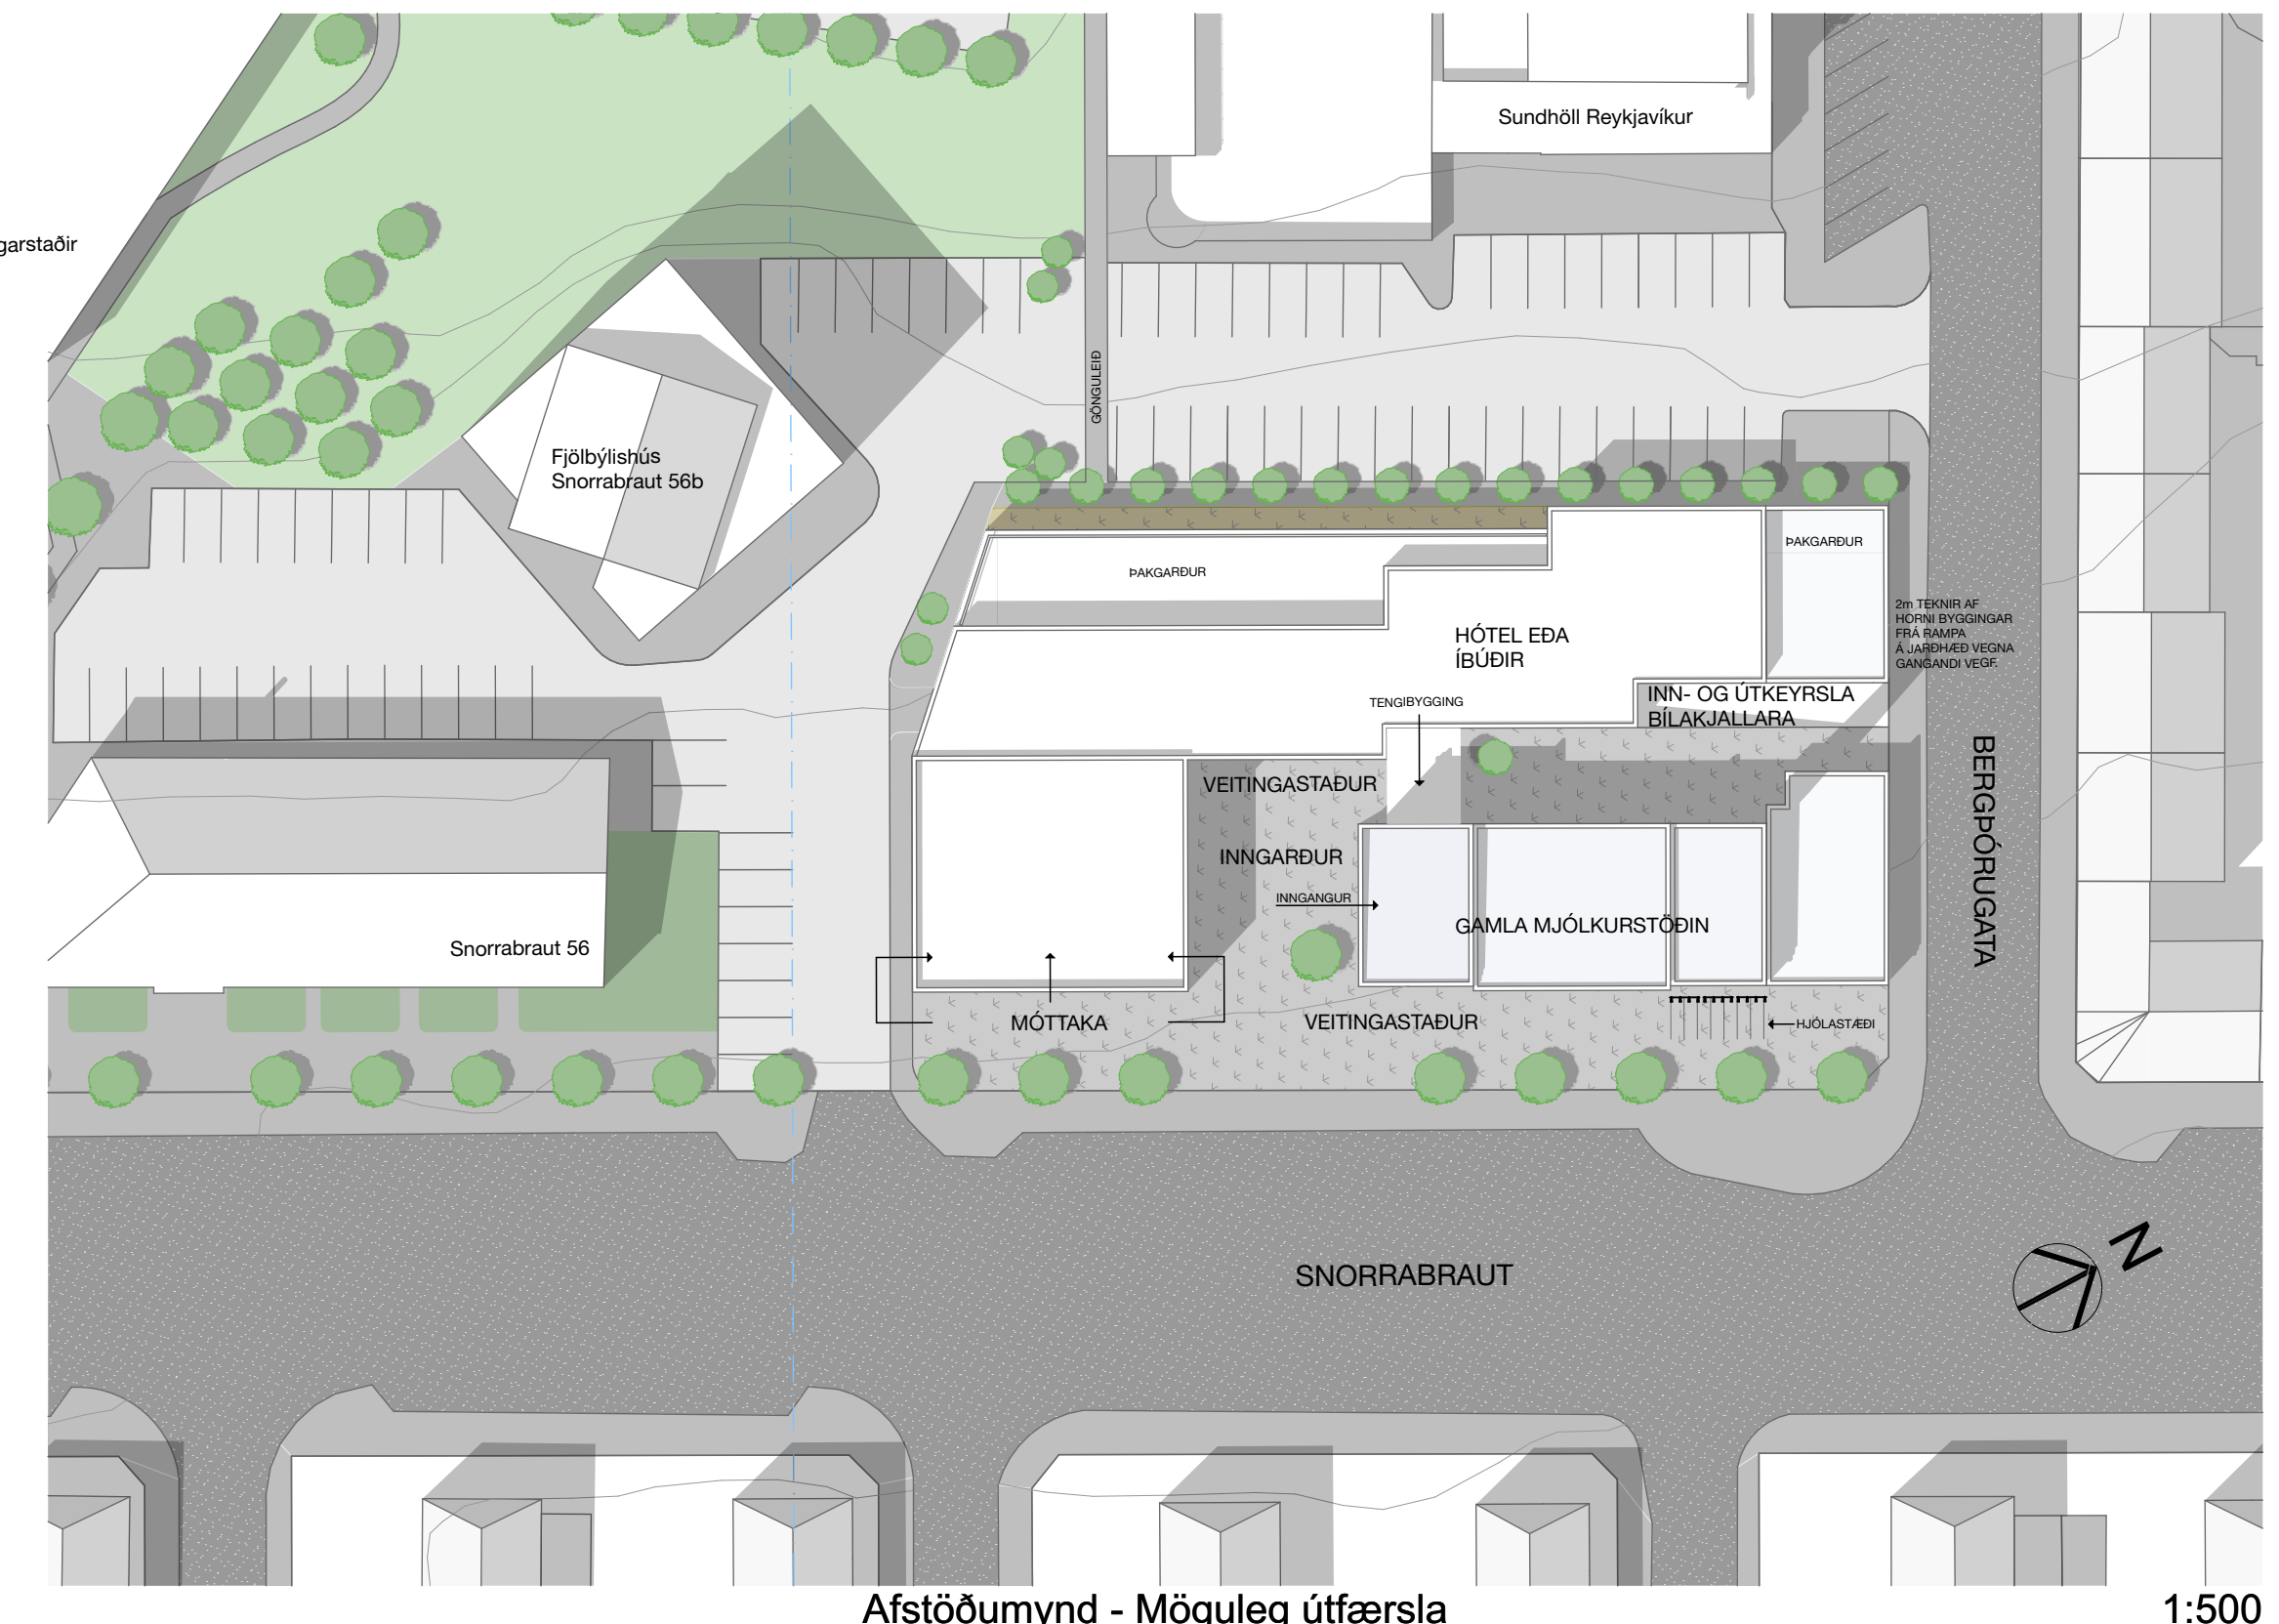 Sundhöll Reykjavíkur
garstaðir
GÖNGULEIÐ
Fjölbýlishús
Snorrabraut 56b
ÞAKGARÐUR
ÞAKGARÐUR
2m TEKNIR AF
HORNI BYGGINGAR
FRÁ RAMPA
Á JARÐHÆÐ VEGNA
GANGANDI VEGF.
HÓTEL EÐA
ÍBÚÐIR
INN- OG ÚTKEYRSLA
BÍLAKJALLARA
TENGIBYGGING
VEITINGASTAÐUR
BERGÞÓRUGATA
INNGARÐUR
INNGANGUR
GAMLA MJÓLKURSTÖÐIN
Snorrabraut 56
MÓTTAKA
VEITINGASTAÐUR
HJÓLASTÆÐI
SNORRABRAUT
N
Afstöðumynd - Möguleg útfærsla
1:500